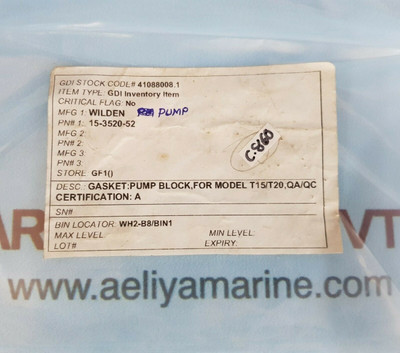 GDI STOCK CODE# 41088008.1
ITEM TYPE: GDI Inventory Item
CRITICAL FLAG: No
MFG 1: WILDEN PUMP
PN# 1: 15-3520-52
MFG 2:
PN# 2:
MFG 3:
PN# 3:
STORE: GF1()
DESC: GASKET:PUMP BLOCK,FOR MODEL T15/T20,QA/QC
CERTIFICATION: A
SN#
BIN LOCATOR: WH2-B8/BIN1
MAX LEVEL: MIN LEVEL:
LOT#: EXPIRY:
AR VT
www.aeliyamarine.com